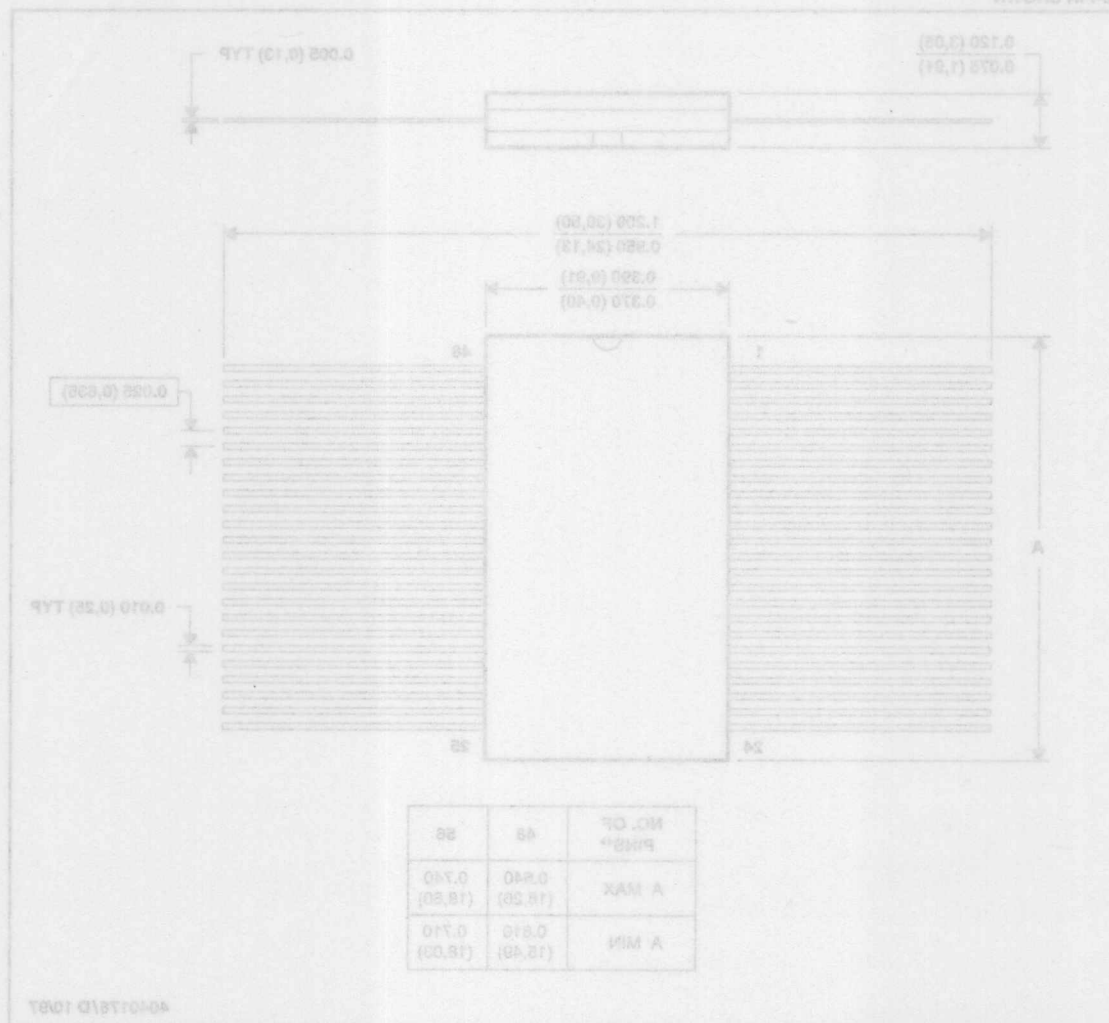 0.120 (3,05)
0.075 (1,91)
0.005 (0,13) TYP
1.200 (30,50)
0.950 (24,13)
0.390 (9,91)
0.370 (9,40)
1
48
0.025 (0,635)
A
0.010 (0,25) TYP
24
25
NO. OF PINS** 48 56
A MAX 0.640 (16,26) 0.740 (18,80)
A MIN 0.610 (15,49) 0.710 (18,03)
4040176/D 10/97